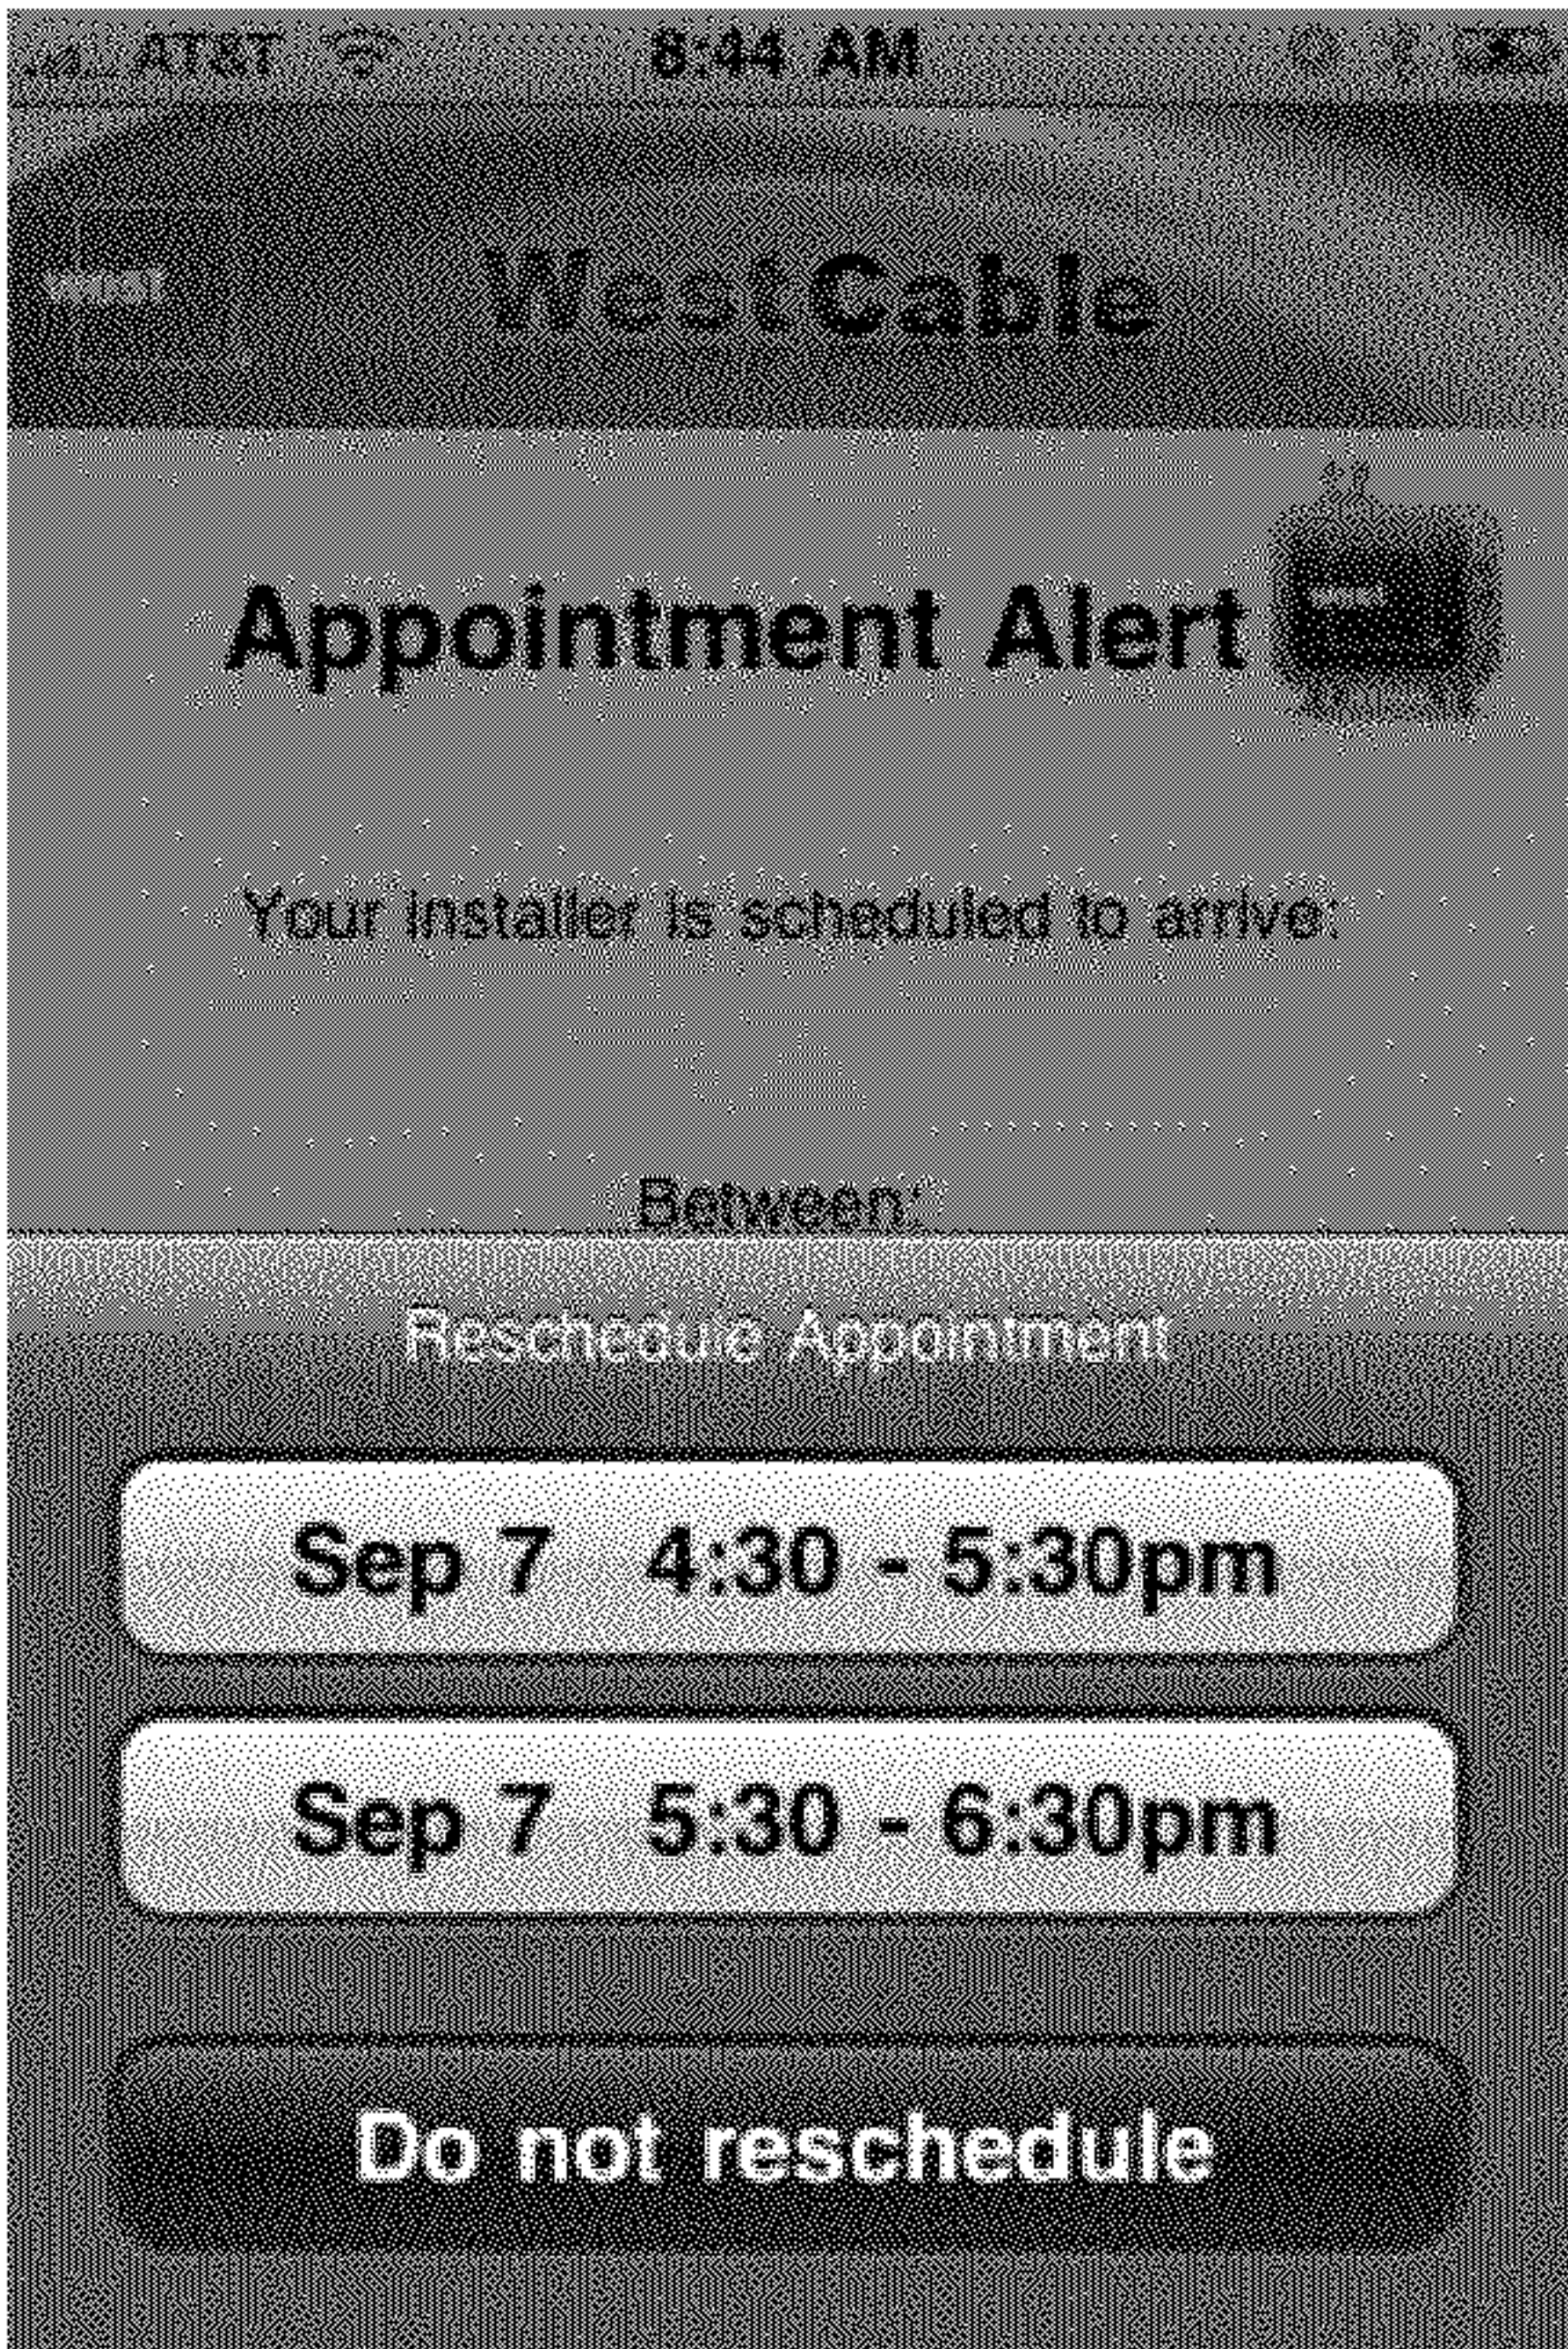 AT&T 8:44 AM
WestCable
Appointment Alert
Your installer is scheduled to arrive:
Between:
Reschedule Appointment
Sep 7 4:30 - 5:30pm
Sep 7 5:30 - 6:30pm
Do not reschedule